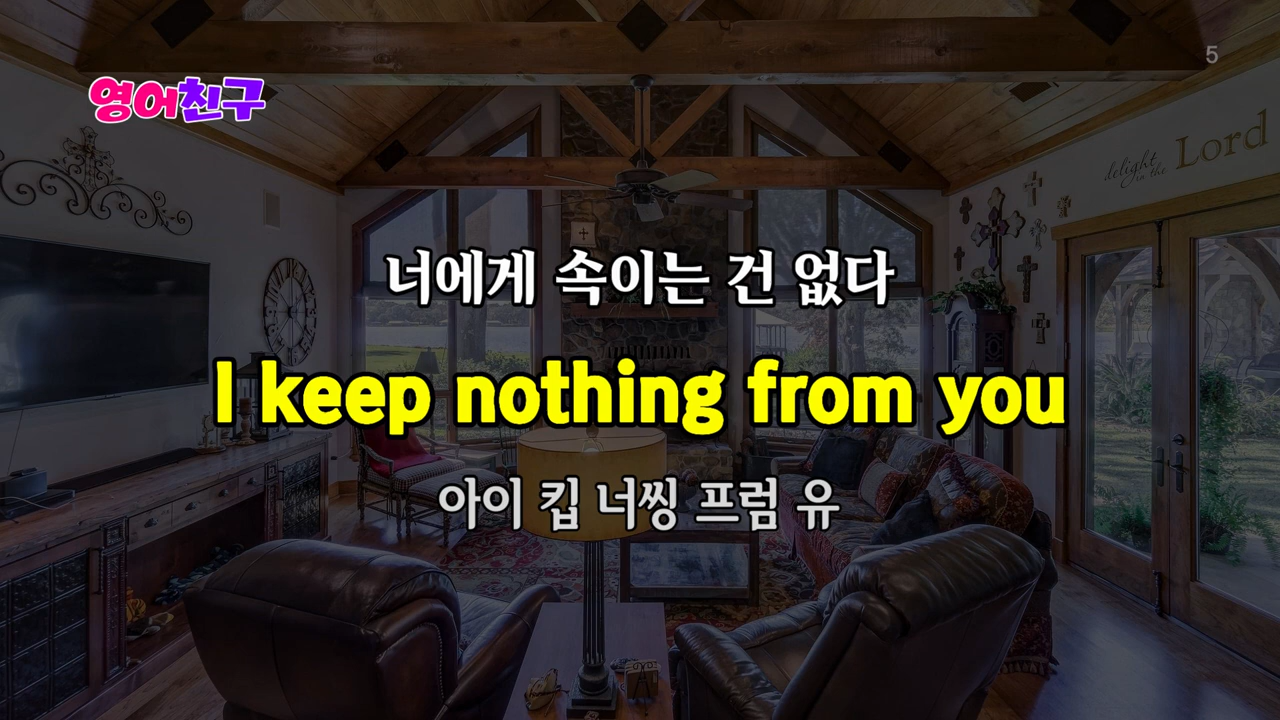 5
영어친구
delight
in the
Lord
너에게 속이는 건 없다
I keep nothing from you
아이 킵 너씽 프럼 유